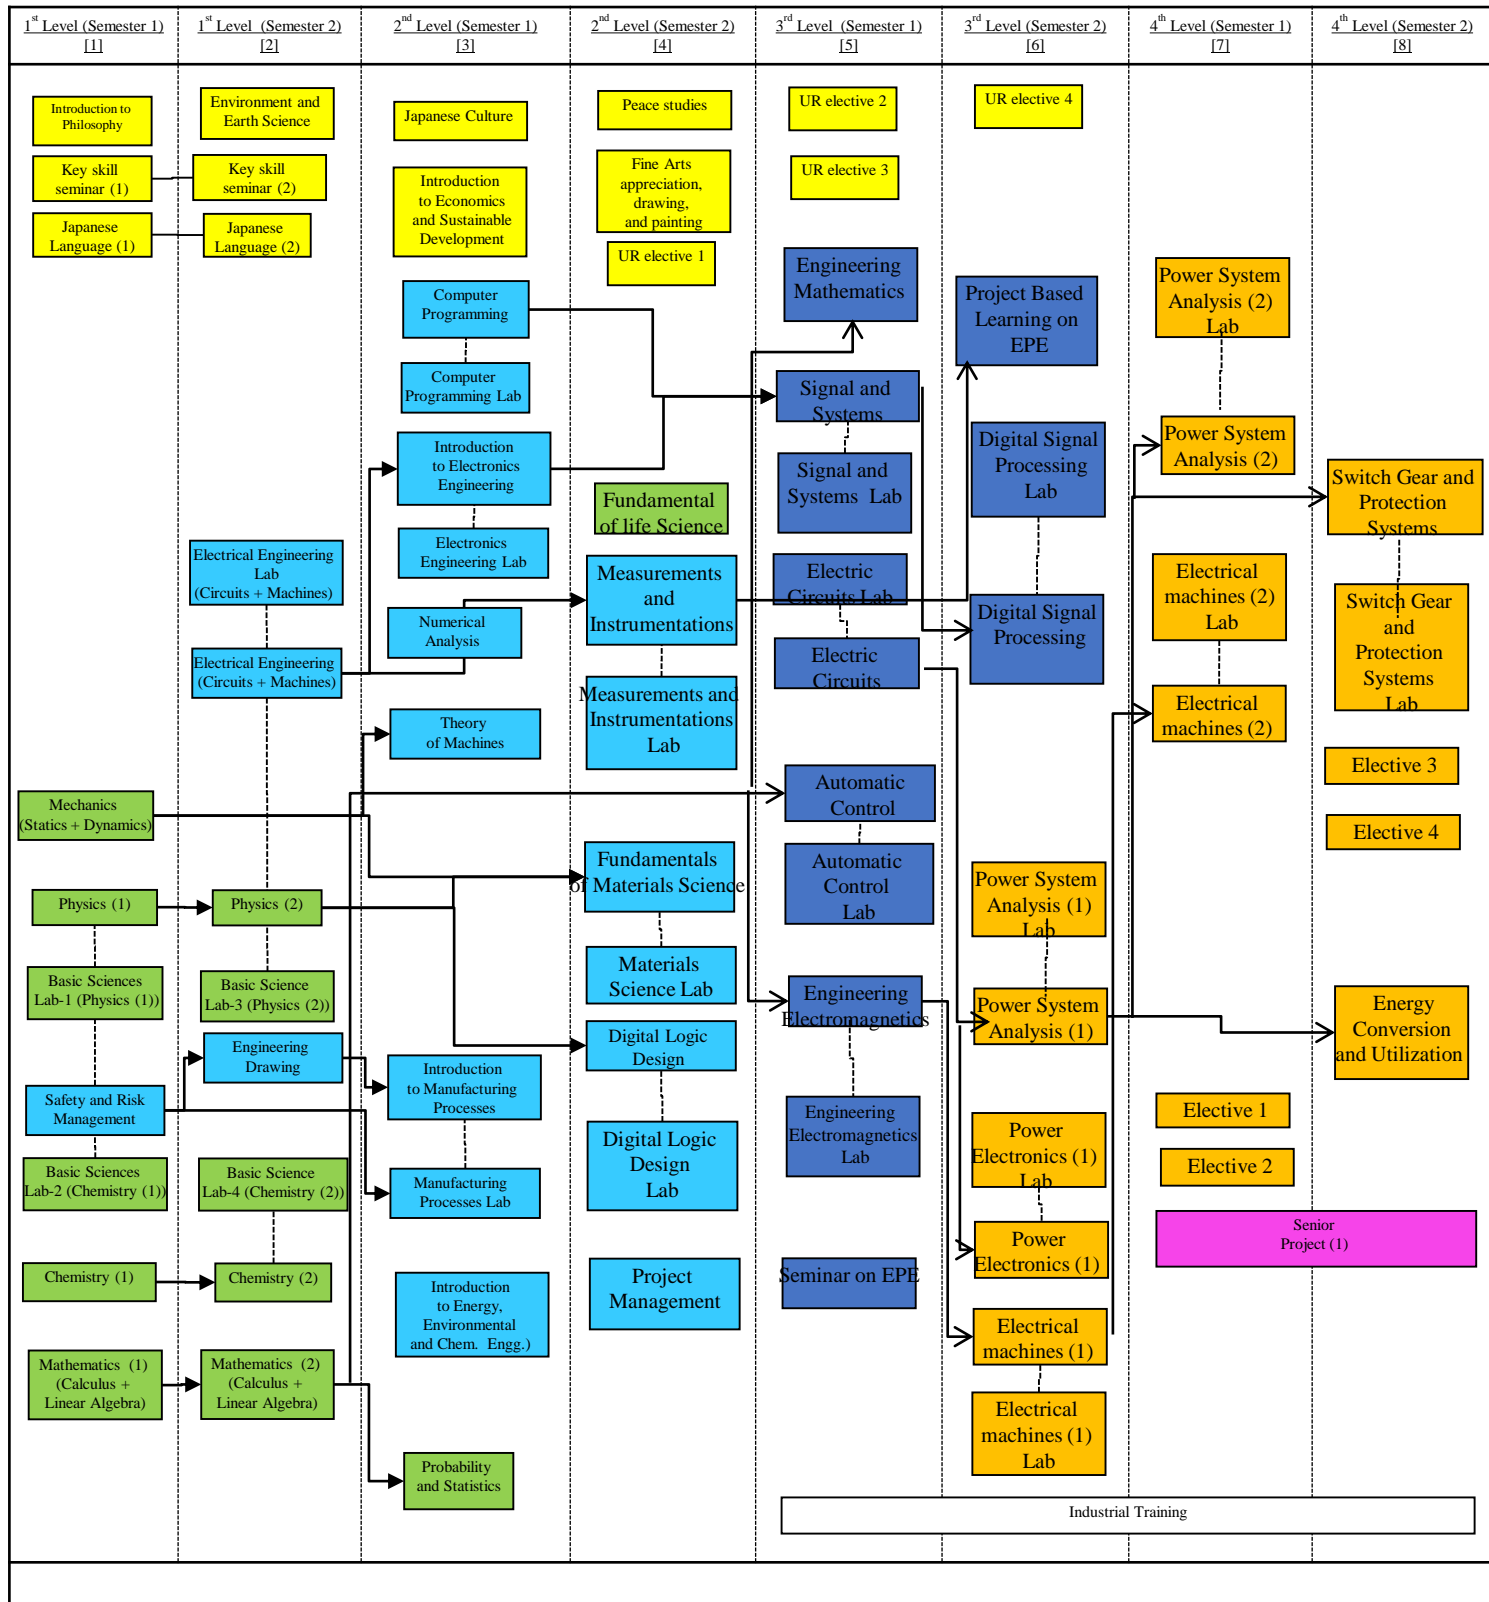 1st Level (Semester 1)
[1]
1st Level (Semester 2)
[2]
2nd Level (Semester 1)
[3]
2nd Level (Semester 2)
[4]
3rd Level (Semester 1)
[5]
3rd Level (Semester 2)
[6]
4th Level (Semester 1)
[7]
4th Level (Semester 2)
[8]
Introduction to
Philosophy
Key skill
seminar (1)
Japanese
Language (1)
Mechanics
(Statics + Dynamics)
Physics (1)
Basic Sciences
Lab-1 (Physics (1))
Safety and Risk
Management
Basic Sciences
Lab-2 (Chemistry (1))
Chemistry (1)
Mathematics (1)
(Calculus +
Linear Algebra)
Environment and
Earth Science
Key skill
seminar (2)
Japanese
Language (2)
Electrical Engineering
Lab
(Circuits + Machines)
Electrical Engineering
(Circuits + Machines)
Physics (2)
Basic Science
Lab-3 (Physics (2))
Engineering
Drawing
Basic Science
Lab-4 (Chemistry (2))
Chemistry (2)
Mathematics (2)
(Calculus +
Linear Algebra)
Japanese Culture
Introduction
to Economics
and Sustainable
Development
Computer
Programming
Computer
Programming Lab
Introduction
to Electronics
Engineering
Electronics
Engineering Lab
Numerical
Analysis
Theory
of Machines
Introduction
to Manufacturing
Processes
Manufacturing
Processes Lab
Introduction
to Energy,
Environmental
and Chem. Engg.)
Probability
and Statistics
Peace studies
Fine Arts
appreciation,
drawing,
and painting
UR elective 1
Fundamental
of life Science
Measurements
and
Instrumentations
Measurements and
Instrumentations
Lab
Fundamentals
of Materials Science
Materials
Science Lab
Digital Logic
Design
Digital Logic
Design
Lab
Project
Management
UR elective 2
UR elective 3
Engineering
Mathematics
Signal and
Systems
Signal and
Systems Lab
Electric
Circuits Lab
Electric
Circuits
Automatic
Control
Automatic
Control
Lab
Engineering
Electromagnetics
Engineering
Electromagnetics
Lab
Seminar on EPE
UR elective 4
Project Based
Learning on
EPE
Digital Signal
Processing
Lab
Digital Signal
Processing
Power System
Analysis (1)
Lab
Power System
Analysis (1)
Power
Electronics (1)
Lab
Power
Electronics (1)
Electrical
machines (1)
Electrical
machines (1)
Lab
Power System
Analysis (2)
Lab
Power System
Analysis (2)
Electrical
machines (2)
Lab
Electrical
machines (2)
Elective 1
Elective 2
Switch Gear and
Protection
Systems
Switch Gear
and
Protection
Systems
Lab
Elective 3
Elective 4
Energy
Conversion
and Utilization
Senior
Project (1)
Industrial Training